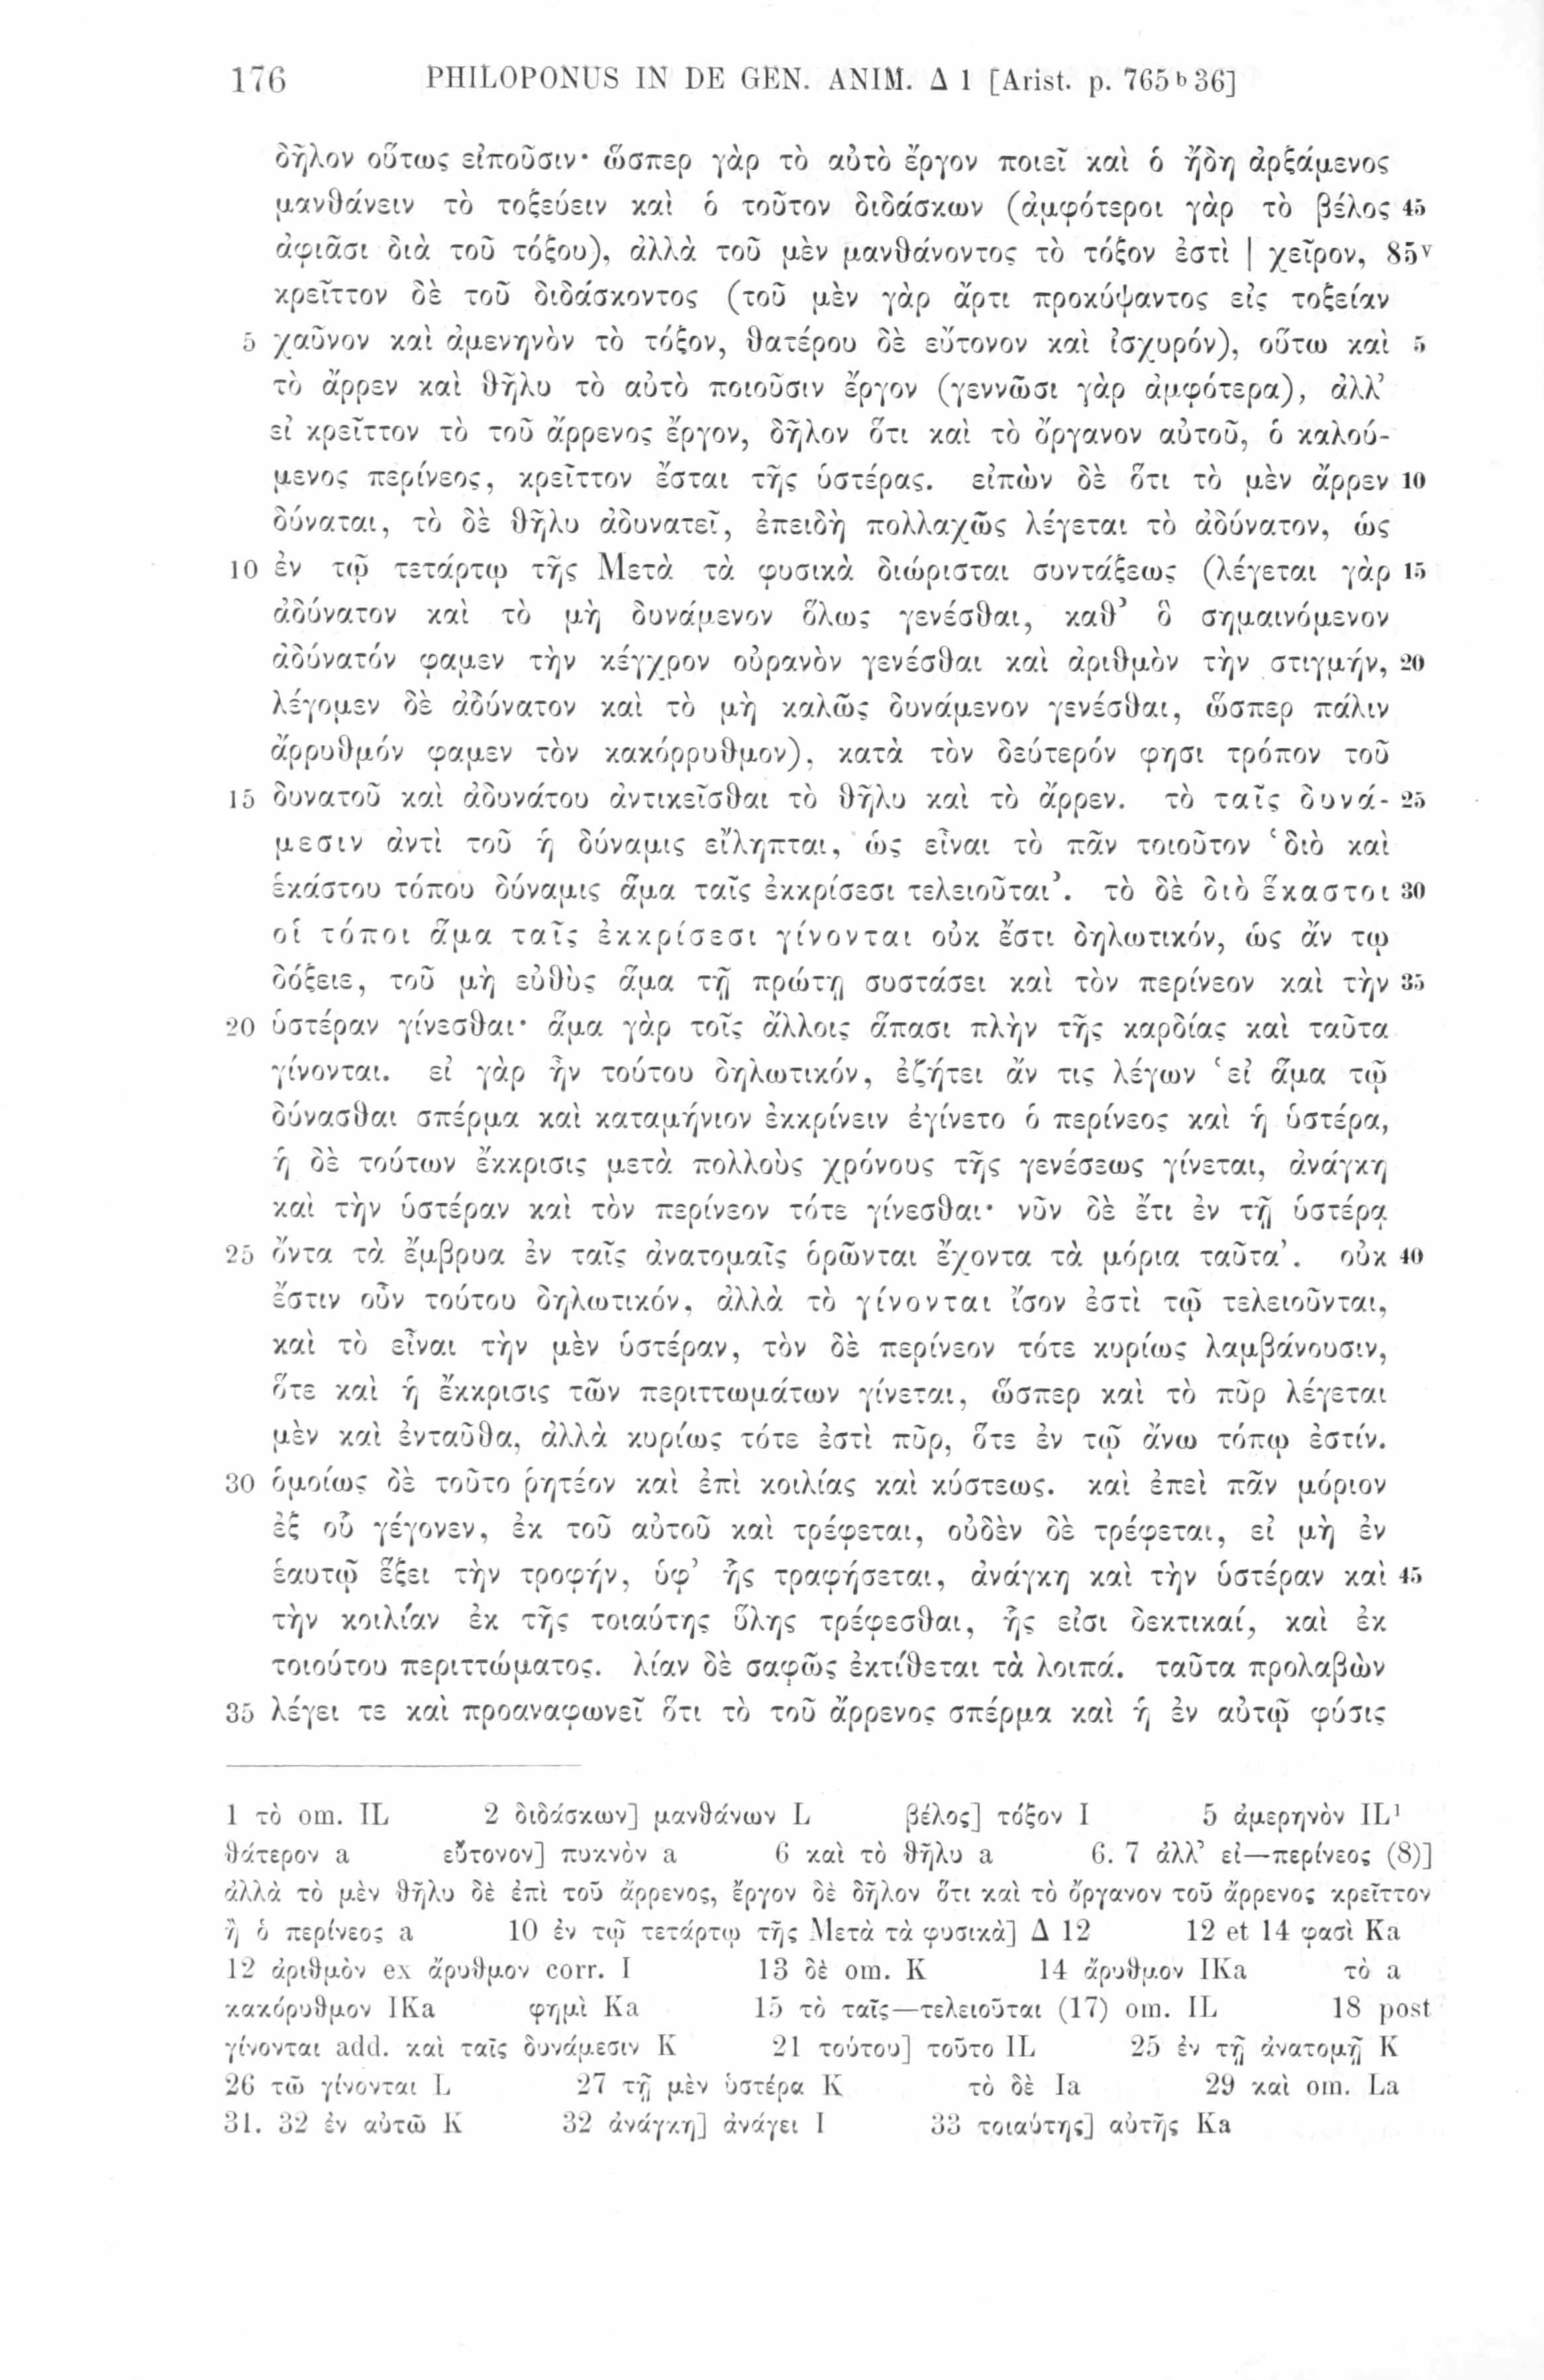 176 PHILOPONUS IN DE GEN. ANIM. Δ 1 [Arist. p. 765ᵇ36]
δῆλον οὕτως εἰποῦσιν· ὥσπερ γὰρ τὸ αὐτὸ ἔργον ποιεῖ καὶ ὁ ἤδη ἀρξάμενος
μανθάνειν τὸ τοξεύειν καὶ ὁ τοῦτον διδάσκων (ἀμφότεροι γὰρ τὸ βέλος 45
ἀφιᾶσι διὰ τοῦ τόξου), ἀλλὰ τοῦ μὲν μανθάνοντος τὸ τόξον ἐστὶ | χεῖρον, 85ᵛ
κρεῖττον δὲ τοῦ διδάσκοντος (τοῦ μὲν γὰρ ἄρτι προκύψαντος εἰς τοξείαν
5 χαῦνον καὶ ἀμενηνὸν τὸ τόξον, θατέρου δὲ εὔτονον καὶ ἰσχυρόν), οὕτω καὶ 5
τὸ ἄρρεν καὶ θῆλυ τὸ αὐτὸ ποιοῦσιν ἔργον (γεννῶσι γὰρ ἀμφότερα), ἀλλ’
εἰ κρεῖττον τὸ τοῦ ἄρρενος ἔργον, δῆλον ὅτι καὶ τὸ ὄργανον αὐτοῦ, ὁ καλού-
μενος περίνεος, κρεῖττον ἔσται τῆς ὑστέρας. εἰπὼν δὲ ὅτι τὸ μὲν ἄρρεν 10
δύναται, τὸ δὲ θῆλυ ἀδυνατεῖ, ἐπειδὴ πολλαχῶς λέγεται τὸ ἀδύνατον, ὡς
10 ἐν τῷ τετάρτῳ τῆς Μετὰ τὰ φυσικὰ διώρισται συντάξεως (λέγεται γὰρ 15
ἀδύνατον καὶ τὸ μὴ δυνάμενον ὅλως γενέσθαι, καθ’ ὃ σημαινόμενον
ἀδύνατόν φαμεν τὴν κέγχρον οὐρανὸν γενέσθαι καὶ ἀριθμὸν τὴν στιγμήν, 20
λέγομεν δὲ ἀδύνατον καὶ τὸ μὴ καλῶς δυνάμενον γενέσθαι, ὥσπερ πάλιν
ἄρρυθμόν φαμεν τὸν κακόρρυθμον), κατὰ τὸν δεύτερόν φησι τρόπον τοῦ
15 δυνατοῦ καὶ ἀδυνάτου ἀντικεῖσθαι τὸ θῆλυ καὶ τὸ ἄρρεν. τὸ ταῖς δυνά- 25
μεσιν ἀντὶ τοῦ ἡ δύναμις εἴληπται, ὡς εἶναι τὸ πᾶν τοιοῦτον ‘διὸ καὶ
ἑκάστου τόπου δύναμις ἅμα ταῖς ἐκκρίσεσι τελειοῦται’. τὸ δὲ διὸ ἕκαστοι 30
οἱ τόποι ἅμα ταῖς ἐκκρίσεσι γίνονται οὐκ ἔστι δηλωτικόν, ὡς ἄν τῳ
δόξειε, τοῦ μὴ εὐθὺς ἅμα τῇ πρώτῃ συστάσει καὶ τὸν περίνεον καὶ τὴν 35
20 ὑστέραν γίνεσθαι· ἅμα γὰρ τοῖς ἄλλοις ἅπασι πλὴν τῆς καρδίας καὶ ταῦτα
γίνονται. εἰ γὰρ ἦν τούτου δηλωτικόν, ἐζήτει ἄν τις λέγων ‘εἰ ἅμα τῷ
δύνασθαι σπέρμα καὶ καταμήνιον ἐκκρίνειν ἐγίνετο ὁ περίνεος καὶ ἡ ὑστέρα,
ἡ δὲ τούτων ἔκκρισις μετὰ πολλοὺς χρόνους τῆς γενέσεως γίνεται, ἀνάγκη
καὶ τὴν ὑστέραν καὶ τὸν περίνεον τότε γίνεσθαι· νῦν δὲ ἔτι ἐν τῇ ὑστέρᾳ
25 ὄντα τὰ ἔμβρυα ἐν ταῖς ἀνατομαῖς ὁρῶνται ἔχοντα τὰ μόρια ταῦτα’. οὐκ 40
ἔστιν οὖν τούτου δηλωτικόν, ἀλλὰ τὸ γίνονται ἴσον ἐστὶ τῷ τελειοῦνται,
καὶ τὸ εἶναι τὴν μὲν ὑστέραν, τὸν δὲ περίνεον τότε κυρίως λαμβάνουσιν,
ὅτε καὶ ἡ ἔκκρισις τῶν περιττωμάτων γίνεται, ὥσπερ καὶ τὸ πῦρ λέγεται
μὲν καὶ ἐνταῦθα, ἀλλὰ κυρίως τότε ἐστὶ πῦρ, ὅτε ἐν τῷ ἄνω τόπῳ ἐστίν.
30 ὁμοίως δὲ τοῦτο ῥητέον καὶ ἐπὶ κοιλίας καὶ κύστεως. καὶ ἐπεὶ πᾶν μόριον
ἐξ οὗ γέγονεν, ἐκ τοῦ αὐτοῦ καὶ τρέφεται, οὐδὲν δὲ τρέφεται, εἰ μὴ ἐν
ἑαυτῷ ἕξει τὴν τροφήν, ὑφ’ ἧς τραφήσεται, ἀνάγκη καὶ τὴν ὑστέραν καὶ 45
τὴν κοιλίαν ἐκ τῆς τοιαύτης ὕλης τρέφεσθαι, ἧς εἰσι δεκτικαί, καὶ ἐκ
τοιούτου περιττώματος. λίαν δὲ σαφῶς ἐκτίθεται τὰ λοιπά. ταῦτα προλαβὼν
35 λέγει τε καὶ προαναφωνεῖ ὅτι τὸ τοῦ ἄρρενος σπέρμα καὶ ἡ ἐν αὐτῷ φύσις
1 τὸ om. IL 2 διδάσκων] μανθάνων L βέλος] τόξον I 5 ἀμερηνὸν IL¹
θάτερον a εὔτονον] πυκνὸν a 6 καὶ τὸ θῆλυ a 6. 7 ἀλλ’ εἰ—περίνεος (8)]
ἀλλὰ τὸ μὲν θῆλυ δὲ ἐπὶ τοῦ ἄρρενος, ἔργον δὲ δῆλον ὅτι καὶ τὸ ὄργανον τοῦ ἄρρενος κρεῖττον
ἢ ὁ περίνεος a 10 ἐν τῷ τετάρτῳ τῆς Μετὰ τὰ φυσικὰ] Δ 12 12 et 14 φασὶ Ka
12 ἀριθμὸν ex ἄρυθμον corr. I 13 δὲ om. K 14 ἄρυθμον IKa τὸ a
κακόρυθμον IKa φημὶ Ka 15 τὸ ταῖς—τελειοῦται (17) om. IL 18 post
γίνονται add. καὶ ταῖς δυνάμεσιν K 21 τούτου] τοῦτο IL 25 ἐν τῇ ἀνατομῇ K
26 τῶ γίνονται L 27 τῇ μὲν ὑστέρα K τὸ δὲ Ia 29 καὶ om. La
31. 32 ἐν αὐτῶ K 32 ἀνάγκη] ἀνάγει I 33 τοιαύτης] αὐτῆς Ka